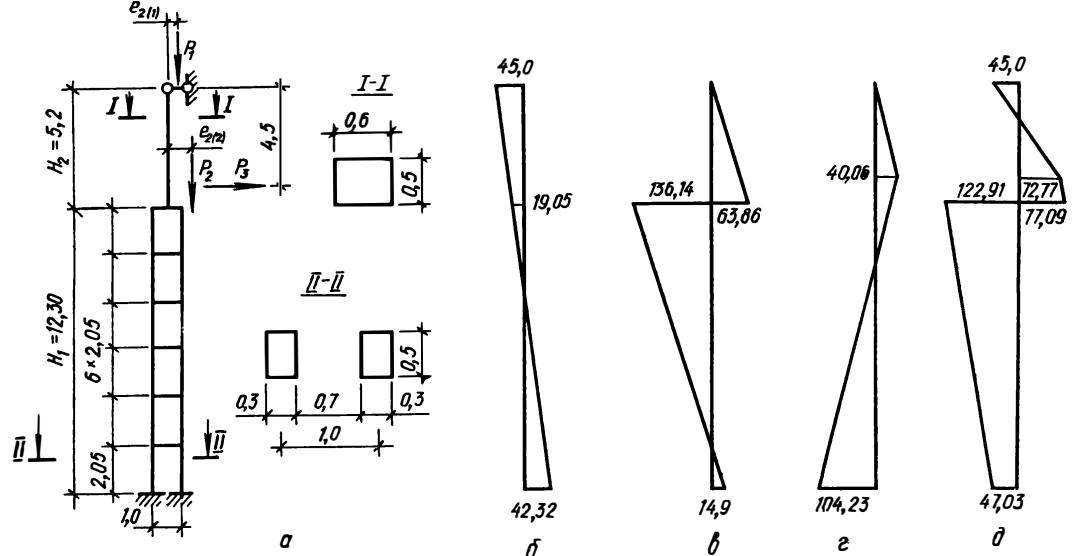 e₂₍₁₎
P₁
I
I
H₂ = 5,2
e₂₍₂₎
P₂
P₃
4,5
I-I
0,6
0,5
H₁ = 12,30
6 × 2,05
2,05
II
II
1,0
II-II
0,5
0,3
0,7
0,3
1,0
а
45,0
19,05
42,32
б
136,14
63,86
14,9
в
40,06
104,23
г
45,0
122,91
72,77
77,09
47,03
д